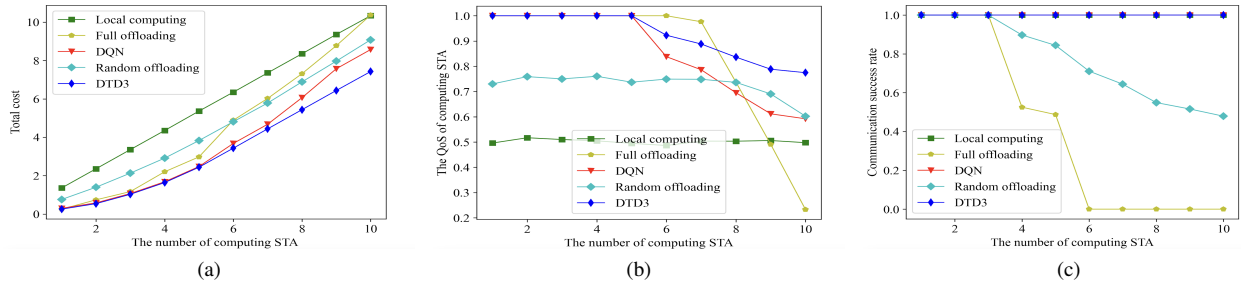 Total cost
10
8
6
4
2
0
Local computing
Full offloading
DQN
Random offloading
DTD3
2 4 6 8 10
The number of computing STA
(a)
The QoS of computing STA
1.0
0.9
0.8
0.7
0.6
0.5
0.4
0.3
0.2
Local computing
Full offloading
DQN
Random offloading
DTD3
2 4 6 8 10
The number of computing STA
(b)
Communication success rate
1.0
0.8
0.6
0.4
0.2
0.0
Local computing
Full offloading
DQN
Random offloading
DTD3
2 4 6 8 10
The number of computing STA
(c)